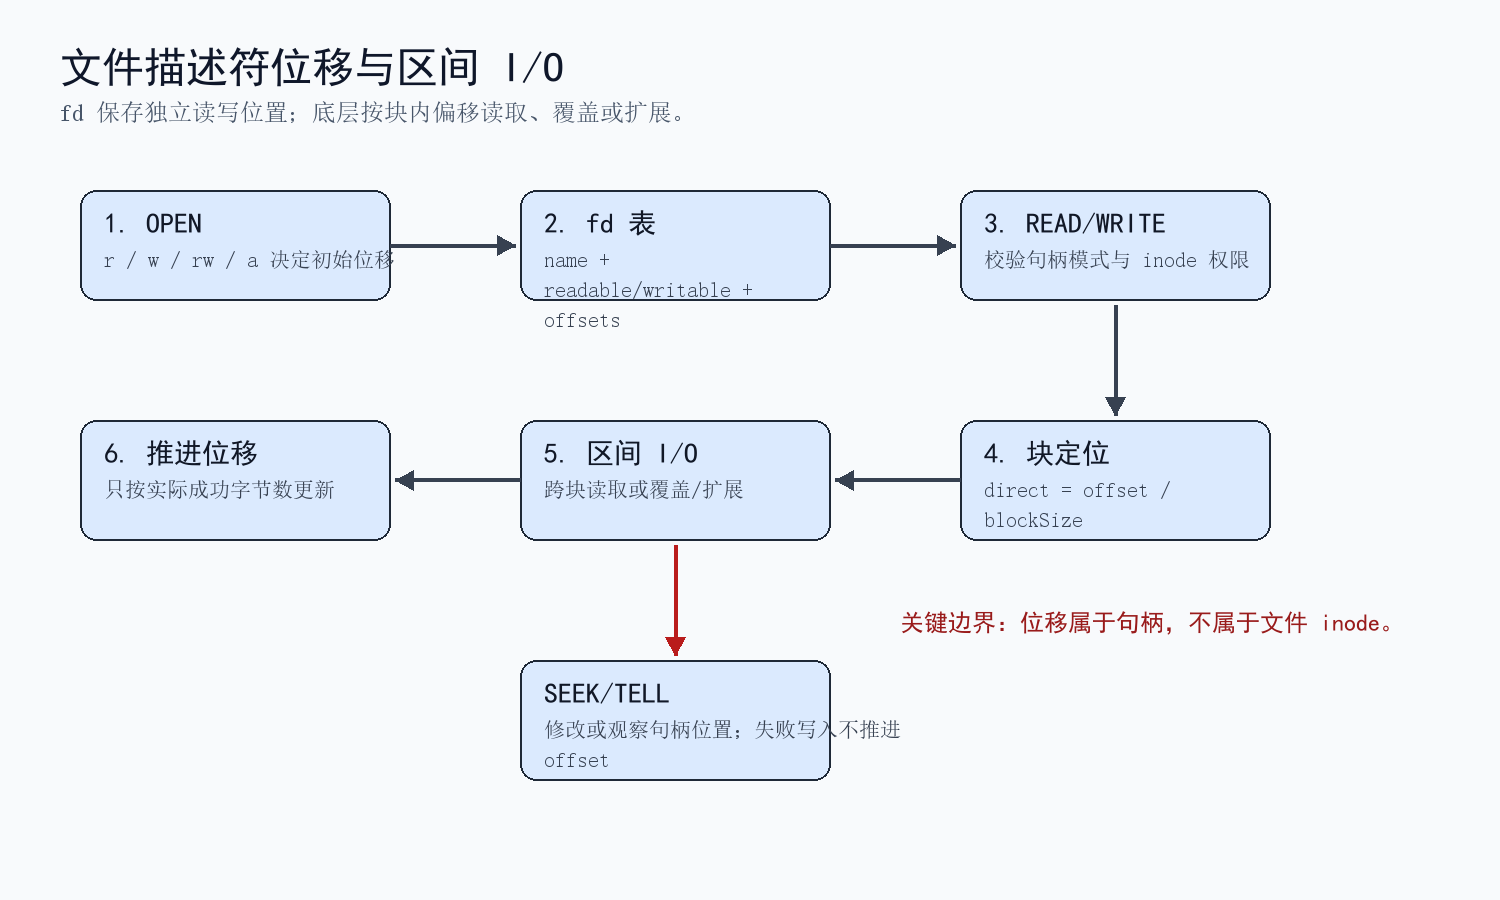 文件描述符位移与区间 I/O
fd 保存独立读写位置；底层按块内偏移读取、覆盖或扩展。
1. OPEN
r / w / rw / a 决定初始位移
2. fd 表
name +
readable/writable +
offsets
3. READ/WRITE
校验句柄模式与 inode 权限
4. 块定位
direct = offset /
blockSize
5. 区间 I/O
跨块读取或覆盖/扩展
6. 推进位移
只按实际成功字节数更新
关键边界：位移属于句柄，不属于文件 inode。
SEEK/TELL
修改或观察句柄位置；失败写入不推进
offset